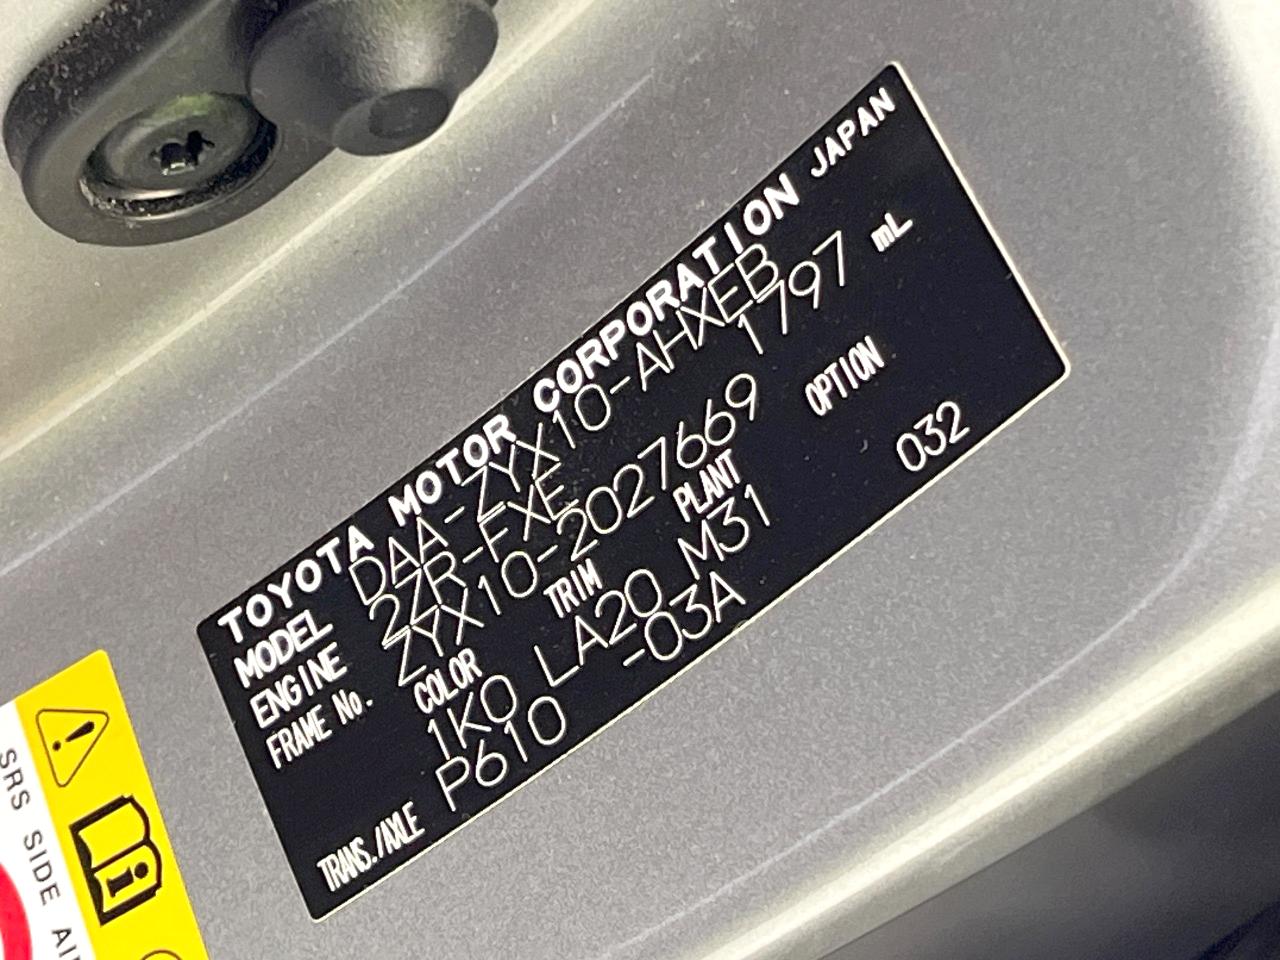 TOYOTA MOTOR CORPORATION JAPAN
MODEL DAA-ZYX10-AHXEB
ENGINE 2ZR-FXE 1797 mL
FRAME No. ZYX10-2027669
COLOR TRIM PLANT OPTION
1K0 LA20 M31 032
TRANS./AXLE P610 -03A
SRS SIDE